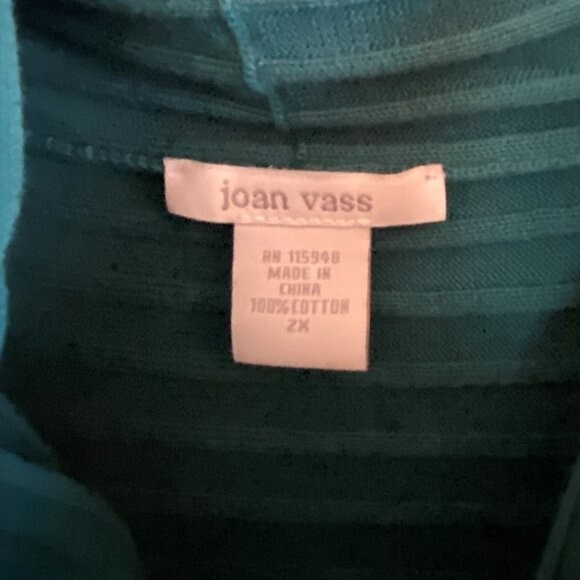 joan vass
RN 115948
MADE IN
CHINA
100%COTTON
2X